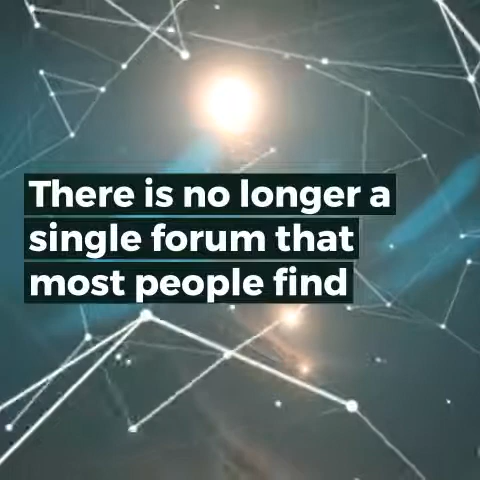 There is no longer a
single forum that
most people find